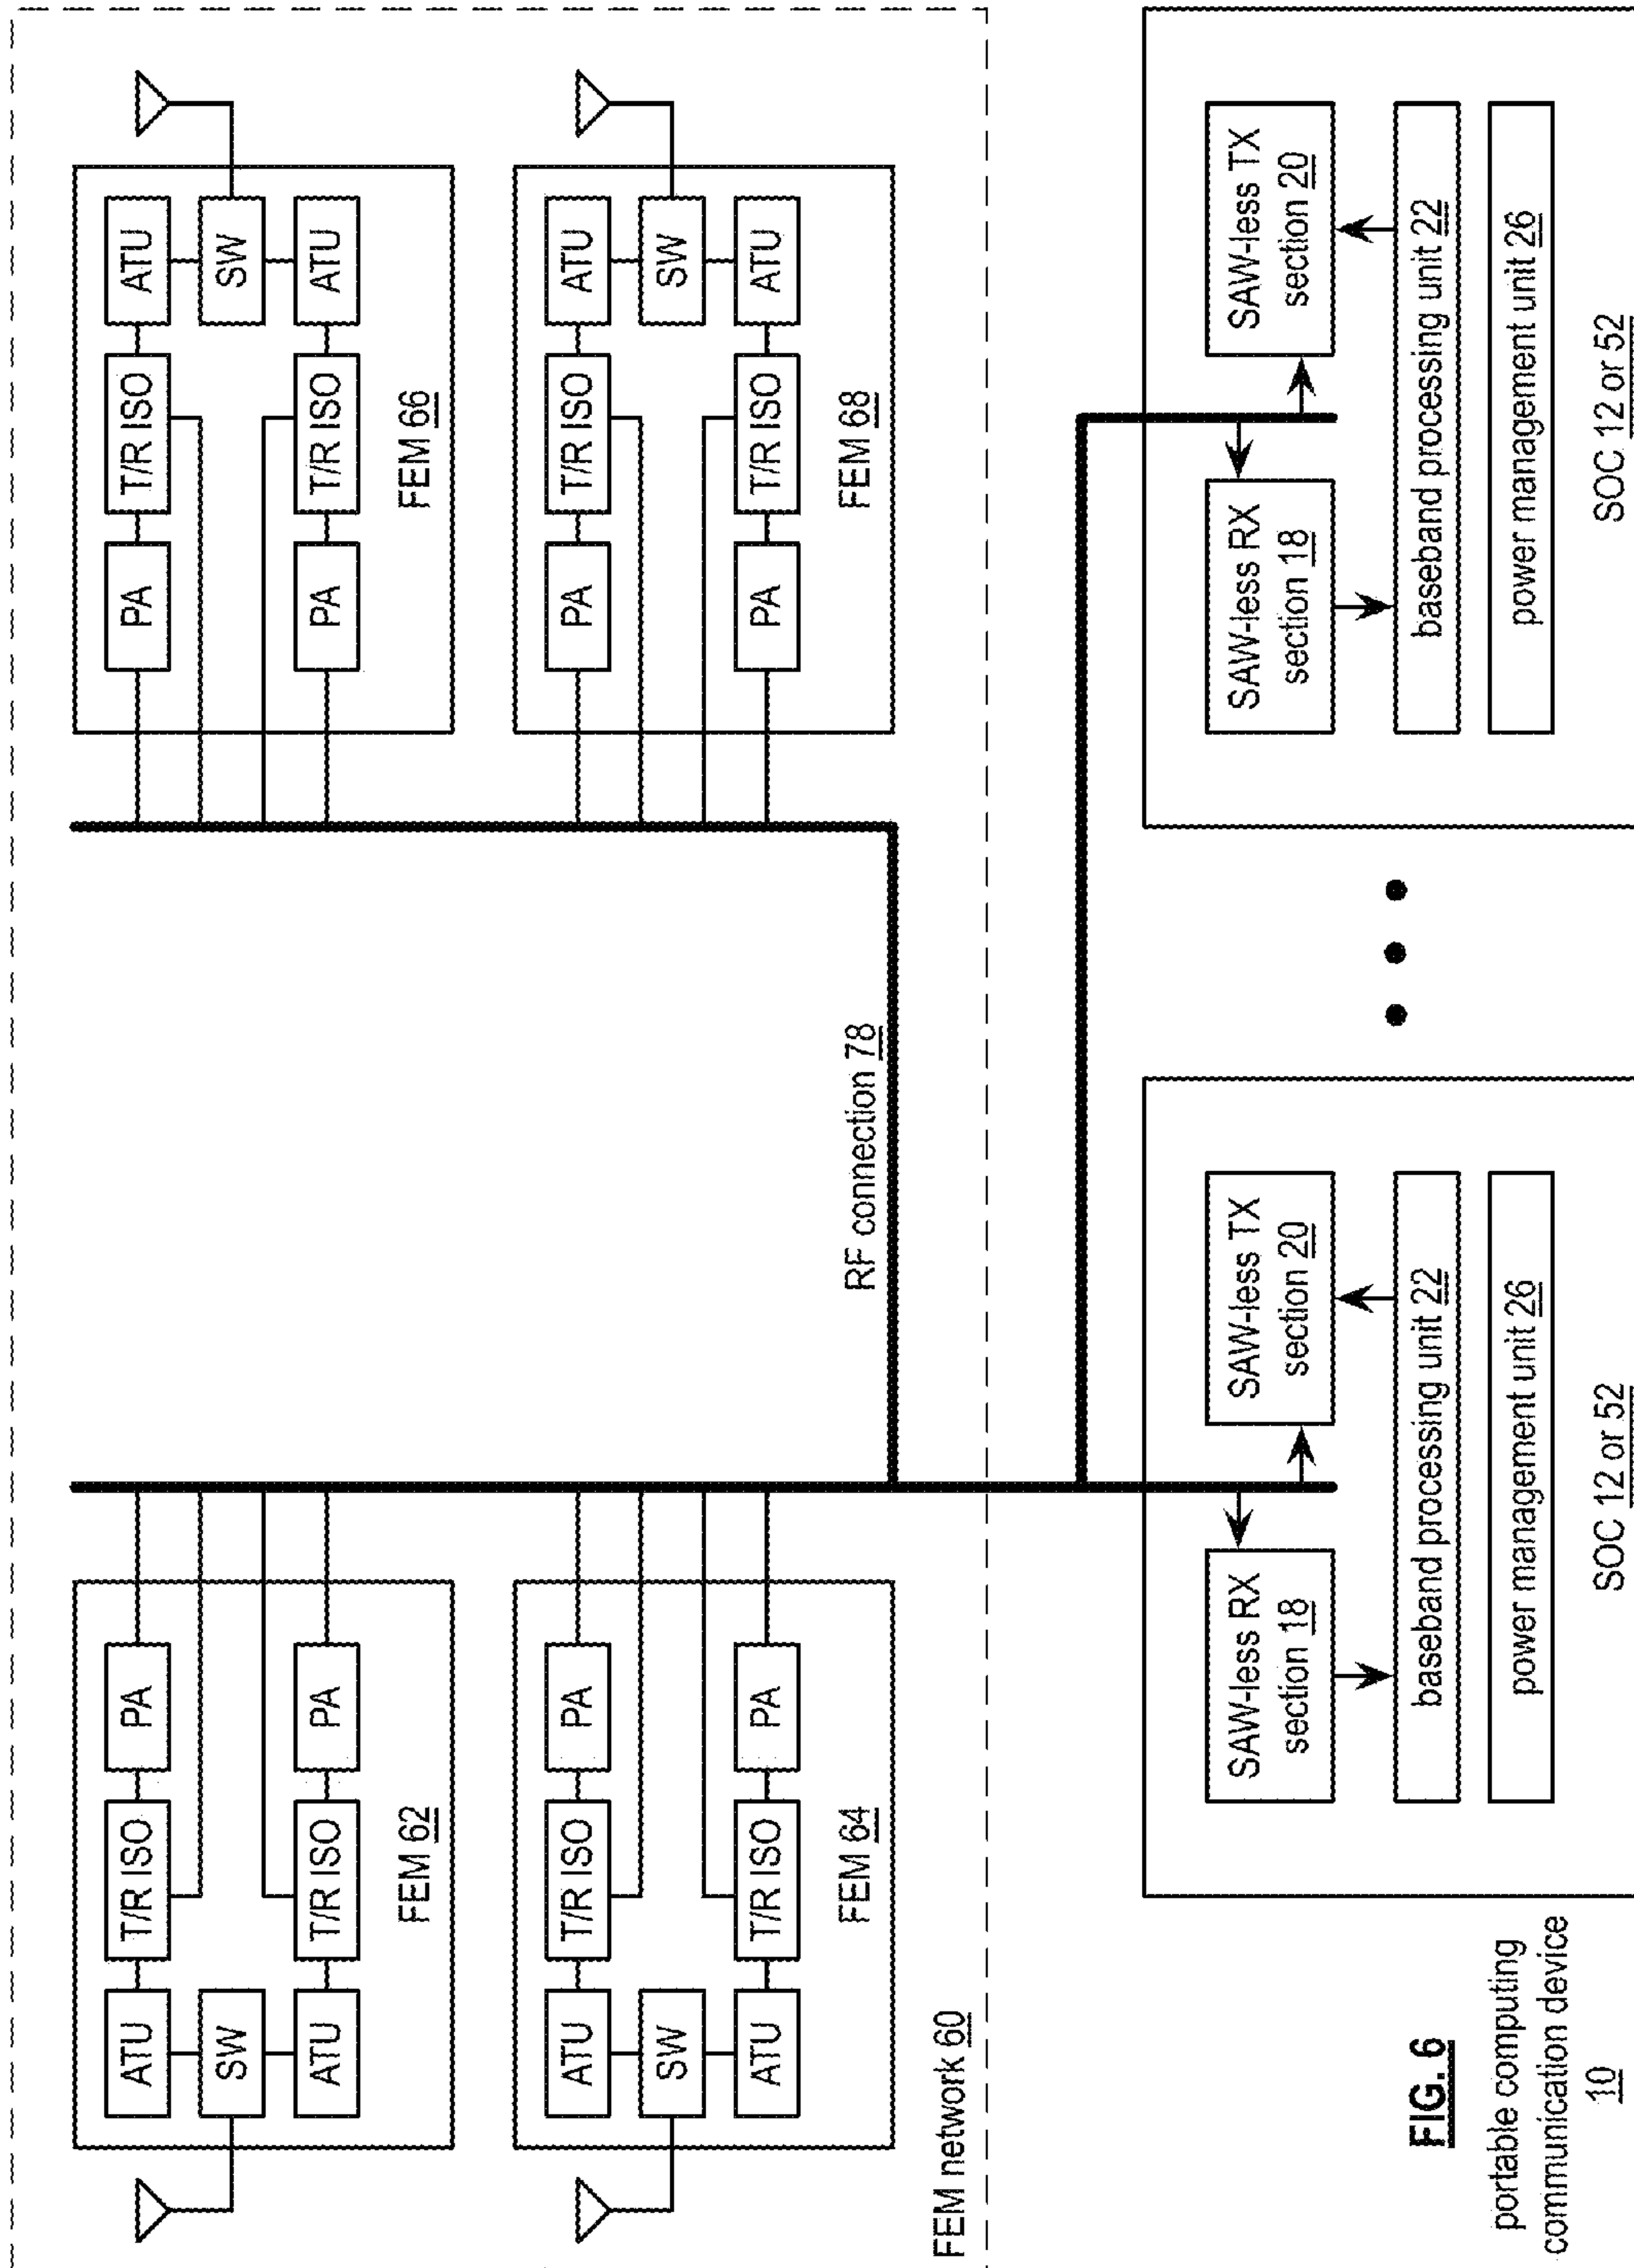 ATU
T/R ISO
PA
SW
ATU
T/R ISO
PA
FEM 62
PA
T/R ISO
ATU
SW
PA
T/R ISO
ATU
FEM 66
ATU
T/R ISO
PA
SW
ATU
T/R ISO
PA
FEM 64
PA
T/R ISO
ATU
SW
PA
T/R ISO
ATU
FEM 68
RF connection 78
FEM network 60
SAW-less RX
section 18
SAW-less TX
section 20
baseband processing unit 22
power management unit 26
SOC 12 or 52
SAW-less RX
section 18
SAW-less TX
section 20
baseband processing unit 22
power management unit 26
SOC 12 or 52
FIG. 6
portable computing
communication device
10